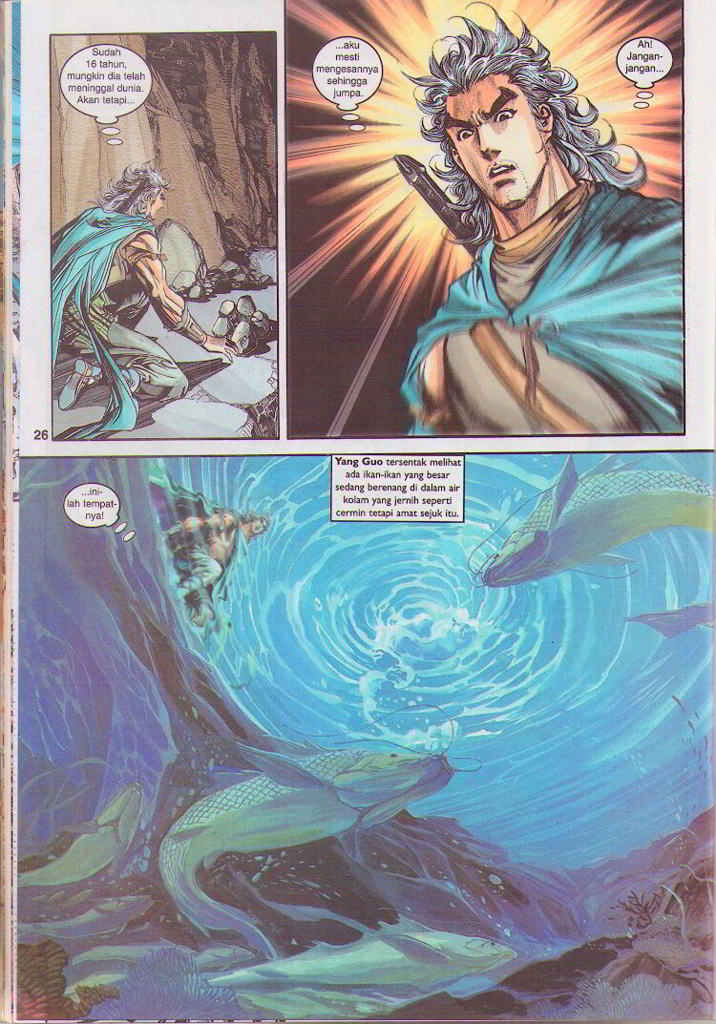 Sudah
16 tahun,
mungkin dia telah
meninggal dunia.
Akan tetapi...
...aku
mesti
mengesannya
sehingga
jumpa.
Ah!
Jangan-
jangan...
26
...ini-
lah tempat-
nya!
Yang Guo tersentak melihat
ada ikan-ikan yang besar
sedang berenang di dalam air
kolam yang jernih seperti
cermin tetapi amat sejuk itu.